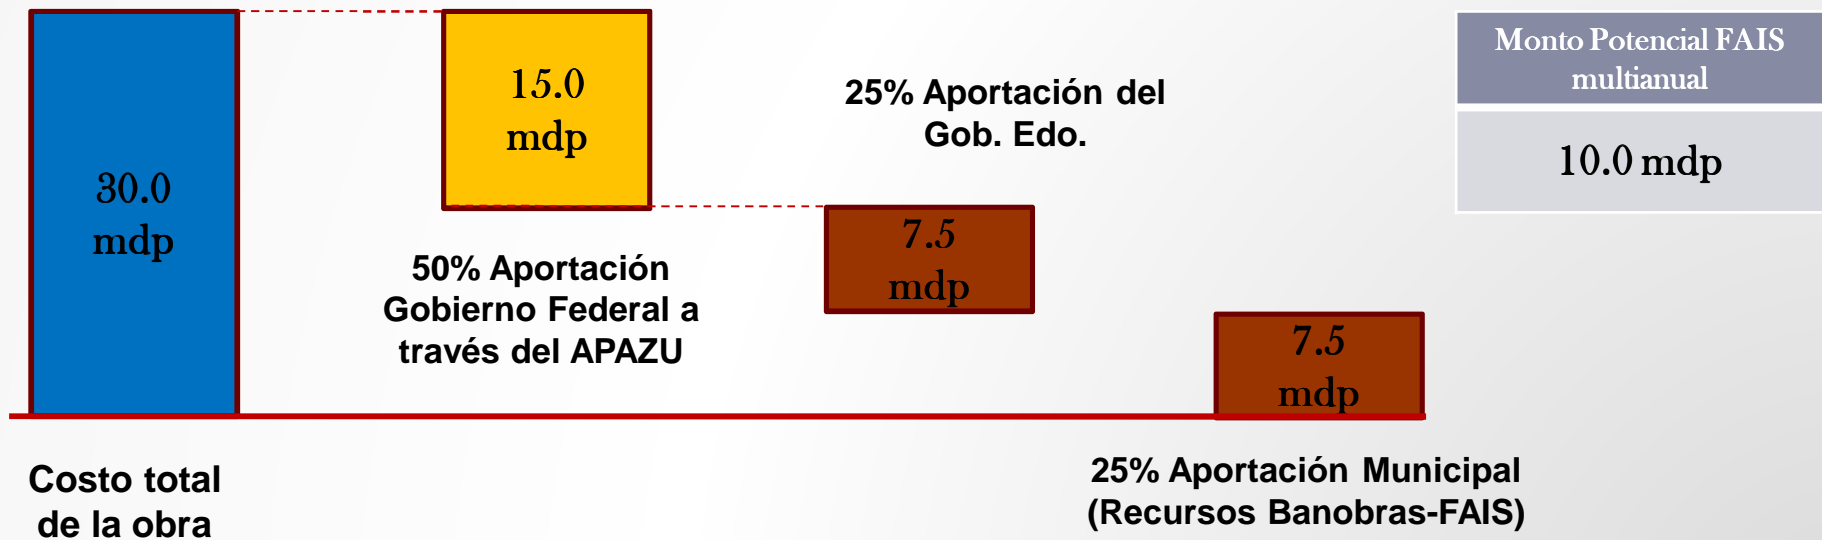 30.0
mdp
Costo total
de la obra
15.0
mdp
50% Aportación
Gobierno Federal a
través del APAZU
25% Aportación del
Gob. Edo.
7.5
mdp
7.5
mdp
25% Aportación Municipal
(Recursos Banobras-FAIS)
Monto Potencial FAIS
multianual
10.0 mdp